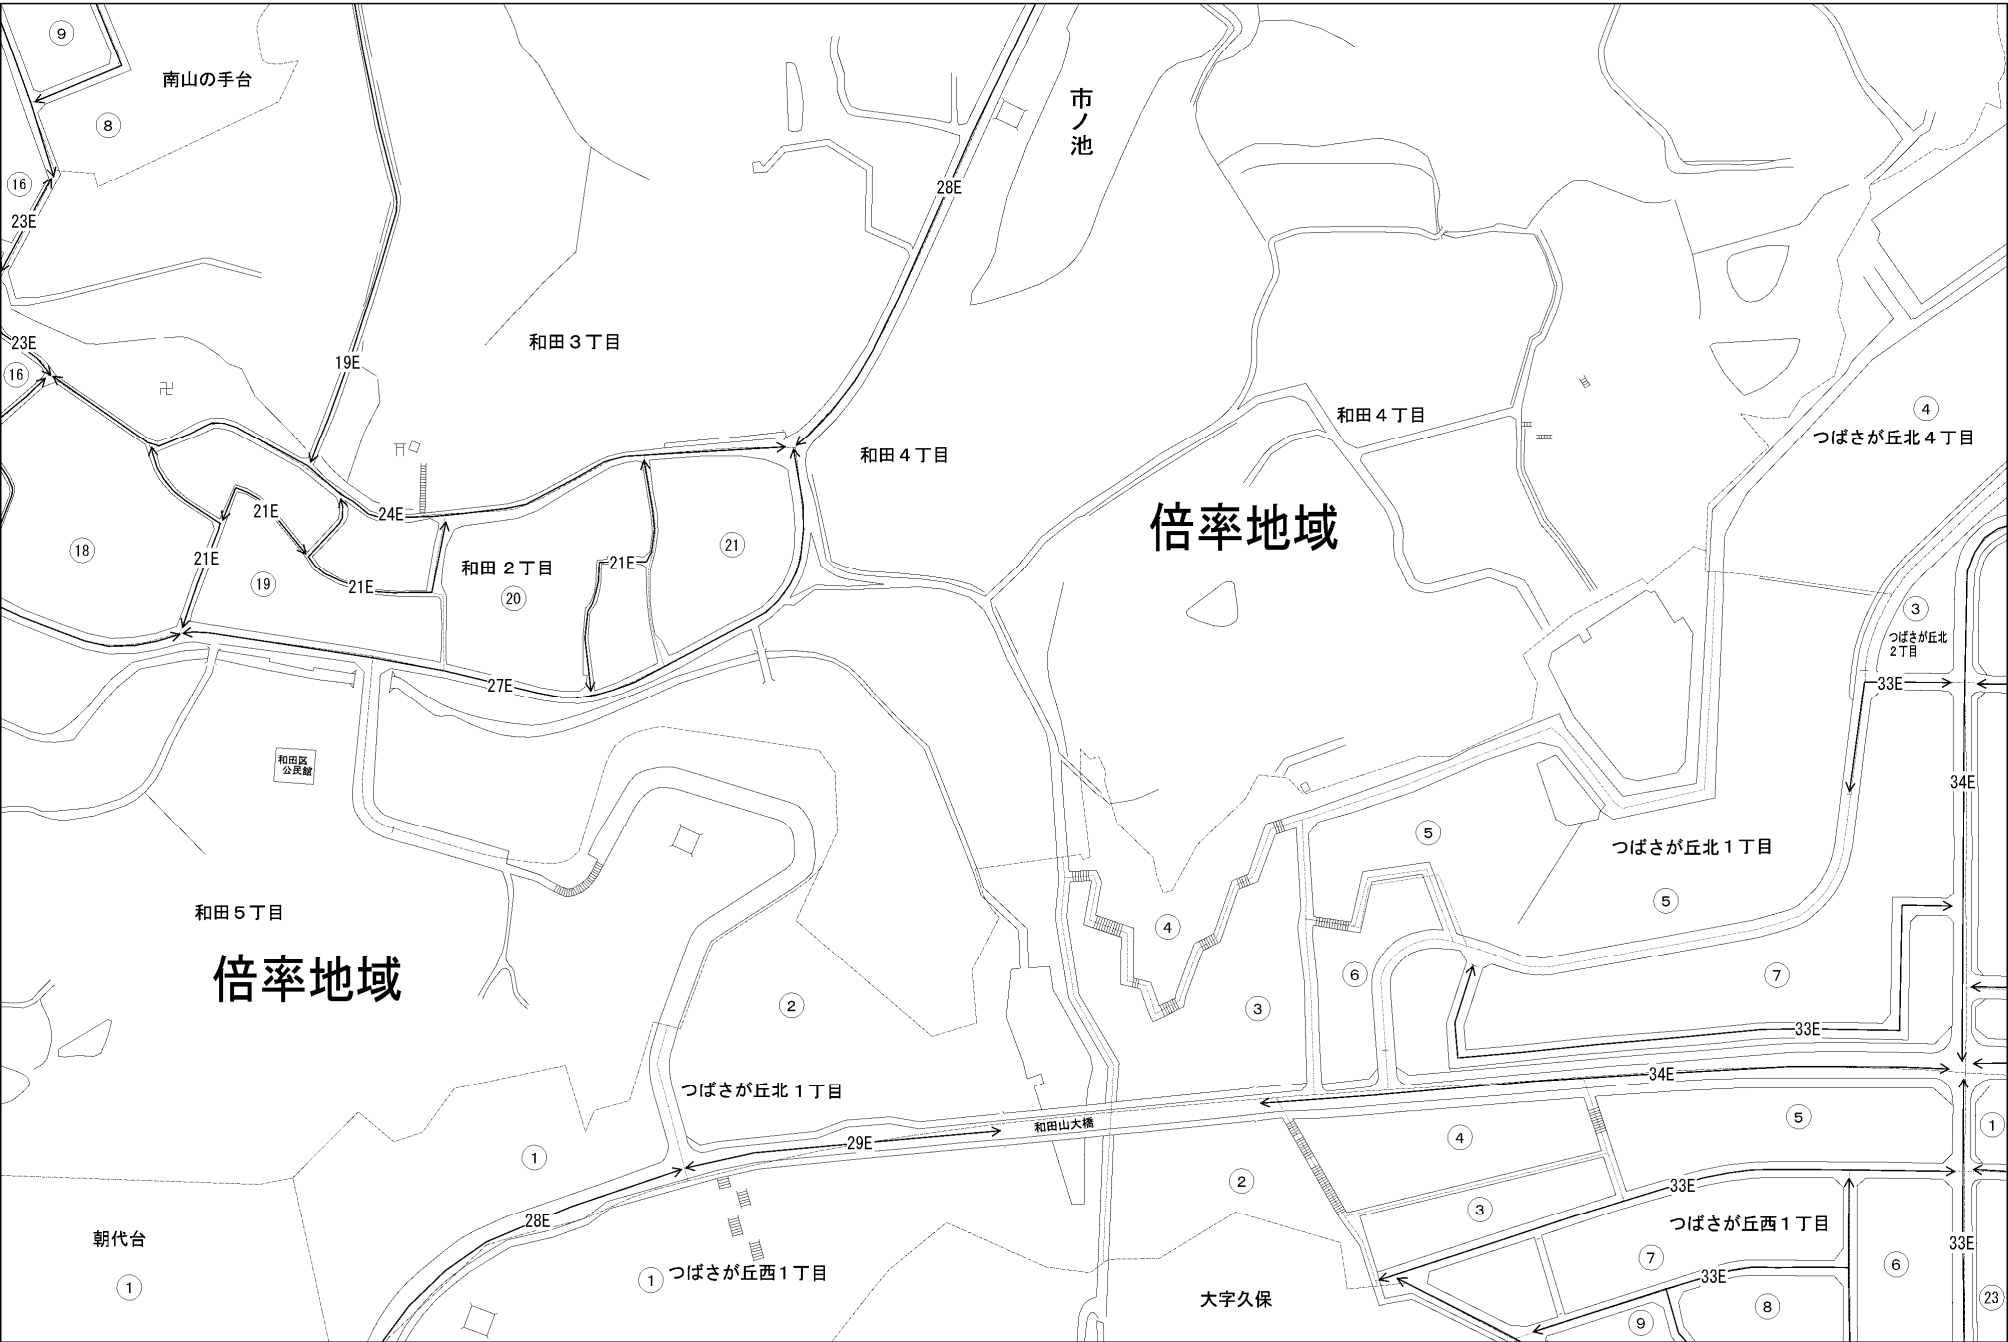 9
南山の手台
8
市ノ池
16
23E
28E
和田３丁目
23E
16
19E
和田４丁目
4
つばさが丘北４丁目
和田４丁目
倍率地域
21E
24E
18
21E
21
和田２丁目
21E
19
21E
20
3
つばさが丘北
２丁目
27E
33E
和田区
公民館
34E
5
つばさが丘北１丁目
5
和田５丁目
4
倍率地域
6
7
2
3
33E
34E
つばさが丘北１丁目
5
和田山大橋
1
29E
4
1
2
33E
3
28E
つばさが丘西１丁目
朝代台
33E
7
6
1
1
つばさが丘西１丁目
33E
大字久保
23
8
9